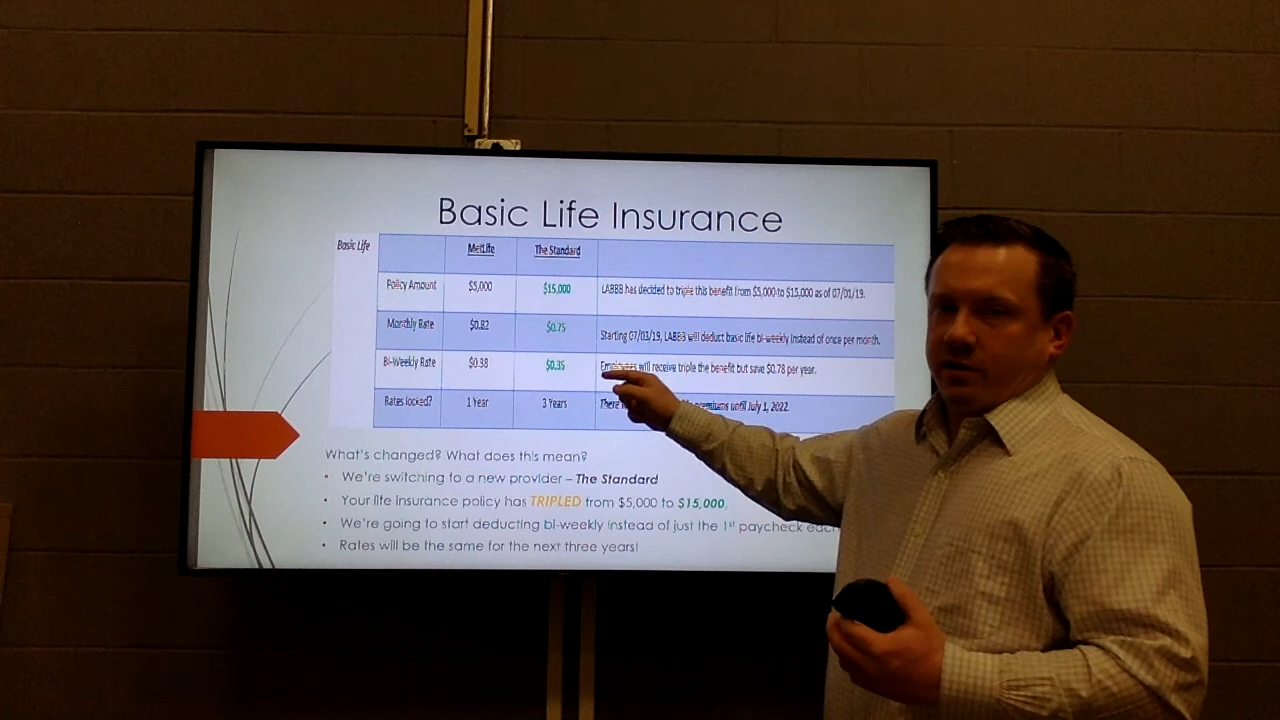 Basic Life Insurance
Basic Life MetLife The Standard
Policy Amount $5,000 $15,000 LABBB has decided to triple this benefit from $5,000 to $15,000 as of 07/01/19.
Monthly Rate $0.82 $0.75 Starting 07/03/19, LABBB will deduct basic life bi-weekly instead of once per month.
Bi-Weekly Rate $0.38 $0.35 Employees will receive triple the benefit but save $0.78 per year.
Rates locked? 1 Year 3 Years There premiums until July 1, 2022.
What's changed? What does this mean?
• We're switching to a new provider – The Standard
• Your life insurance policy has TRIPLED from $5,000 to $15,000.
• We're going to start deducting bi-weekly instead of just the 1st paycheck each
• Rates will be the same for the next three years!